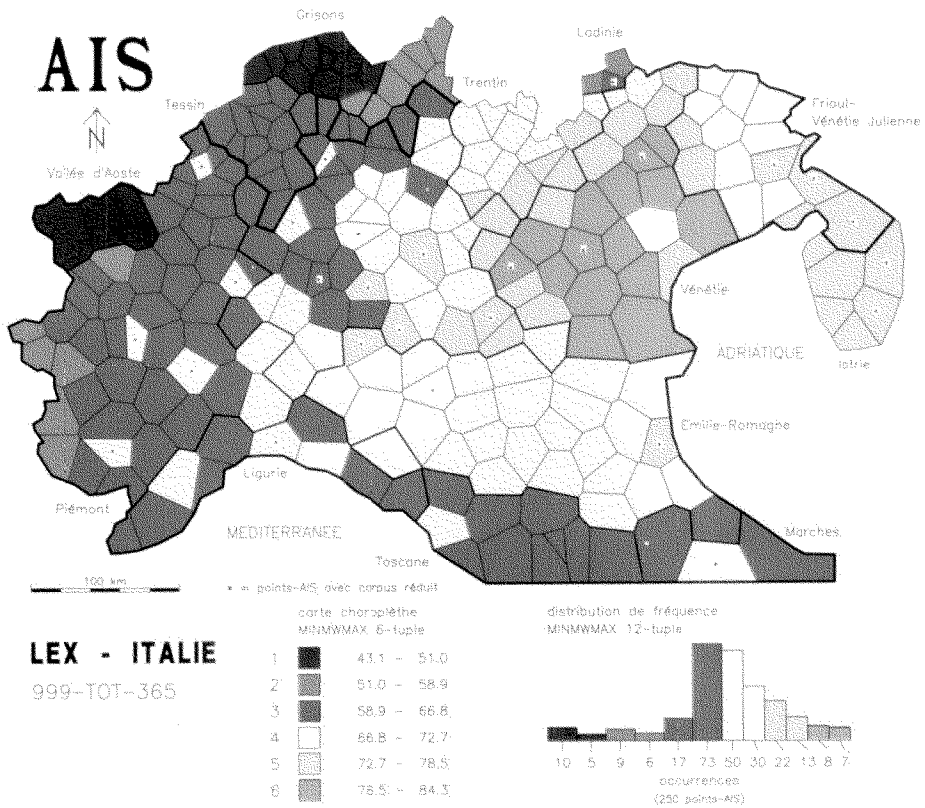 Grisons
AIS
Ladinie
Trentin
Tessin
Frioul-
Vénétie Julienne
N
Vallée d'Aoste
Vénétie
ADRIATIQUE
Istrie
Emilie-Romagne
Ligurie
Piémont
MEDITERRANEE
Marches
Toscane
100 km
• = points-AIS avec corpus réduit
carte choroplèthe
MINMWMAX 6-tuple
distribution de fréquence
MINMWMAX 12-tuple
LEX - ITALIE
999-TOT-365
1 43.1 - 51.0
2 51.0 - 58.9
3 58.9 - 66.8
4 66.8 - 72.7
5 72.7 - 78.5
6 78.5 - 84.3
10 5 9 6 17 73 50 30 22 13 8 7
occurrences
(250 points-AIS)